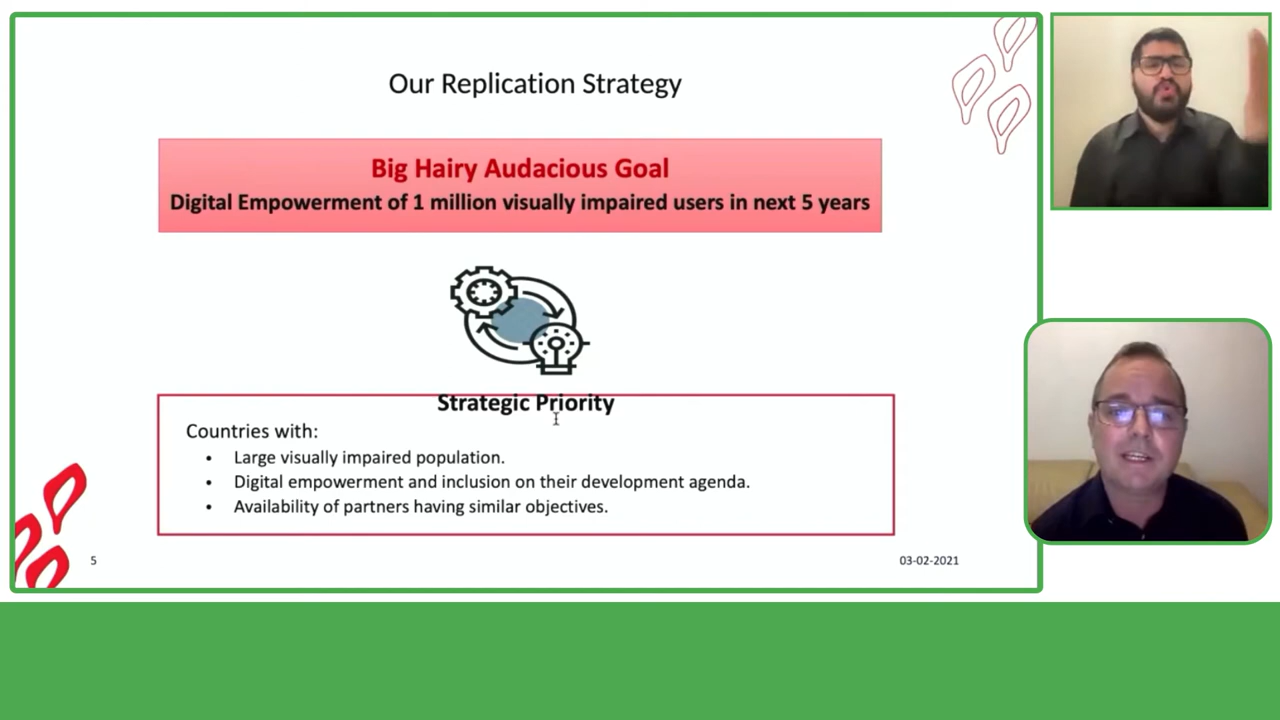 Our Replication Strategy
Big Hairy Audacious Goal
Digital Empowerment of 1 million visually impaired users in next 5 years
Strategic Priority
Countries with:
• Large visually impaired population.
• Digital empowerment and inclusion on their development agenda.
• Availability of partners having similar objectives.
5
03-02-2021